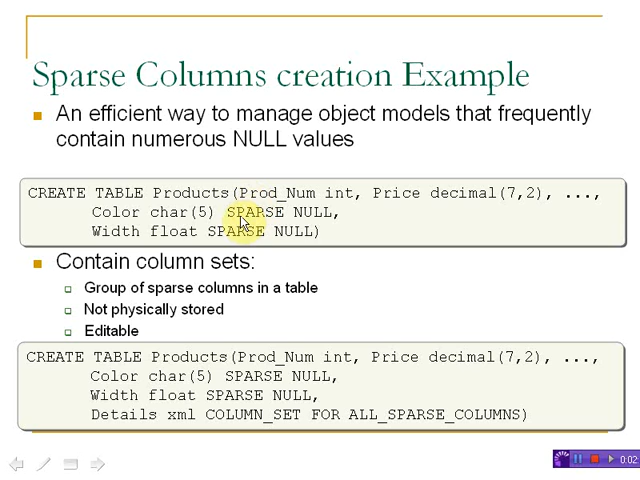 Sparse Columns creation Example
An efficient way to manage object models that frequently
contain numerous NULL values
CREATE TABLE Products(Prod_Num int, Price decimal(7,2), ...,
Color char(5) SPARSE NULL,
Width float SPARSE NULL)
Contain column sets:
Group of sparse columns in a table
Not physically stored
Editable
CREATE TABLE Products(Prod_Num int, Price decimal(7,2), ...,
Color char(5) SPARSE NULL,
Width float SPARSE NULL,
Details xml COLUMN_SET FOR ALL_SPARSE_COLUMNS)
0:02